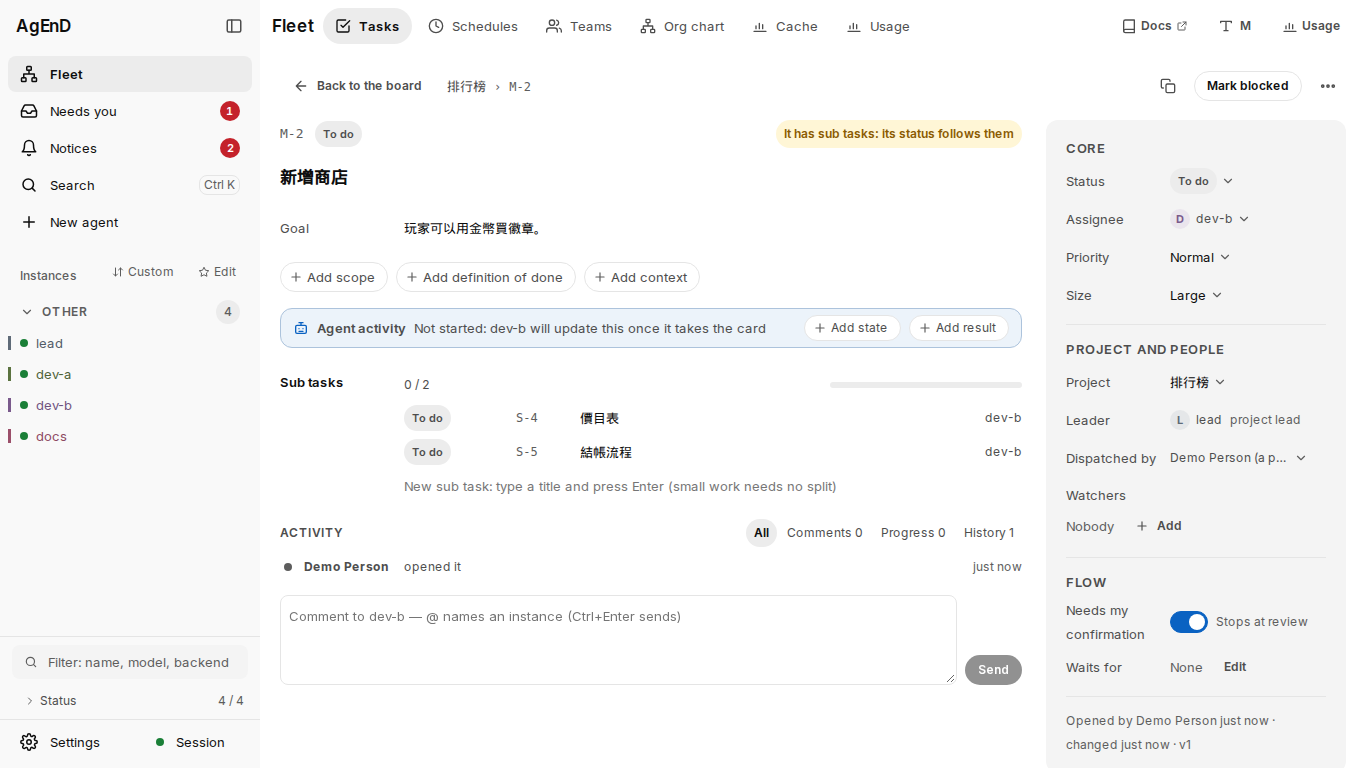 AgEnD
Fleet
Needs you 1
Notices 2
Search Ctrl K
New agent
Instances Custom Edit
OTHER 4
lead
dev-a
dev-b
docs
Filter: name, model, backend
Status 4 / 4
Settings Session
Fleet Tasks Schedules Teams Org chart Cache Usage Docs M Usage
Back to the board 排行榜 › M-2 Mark blocked
M-2 To do It has sub tasks: its status follows them
新增商店
Goal 玩家可以用金幣買徽章。
Add scope Add definition of done Add context
Agent activity Not started: dev-b will update this once it takes the card Add state Add result
Sub tasks 0 / 2
To do S-4 價目表 dev-b
To do S-5 結帳流程 dev-b
New sub task: type a title and press Enter (small work needs no split)
ACTIVITY All Comments 0 Progress 0 History 1
Demo Person opened it just now
Comment to dev-b — @ names an instance (Ctrl+Enter sends)
Send
CORE
Status To do
Assignee D dev-b
Priority Normal
Size Large
PROJECT AND PEOPLE
Project 排行榜
Leader L lead project lead
Dispatched by Demo Person (a p...
Watchers
Nobody Add
FLOW
Needs my
confirmation Stops at review
Waits for None Edit
Opened by Demo Person just now ·
changed just now · v1